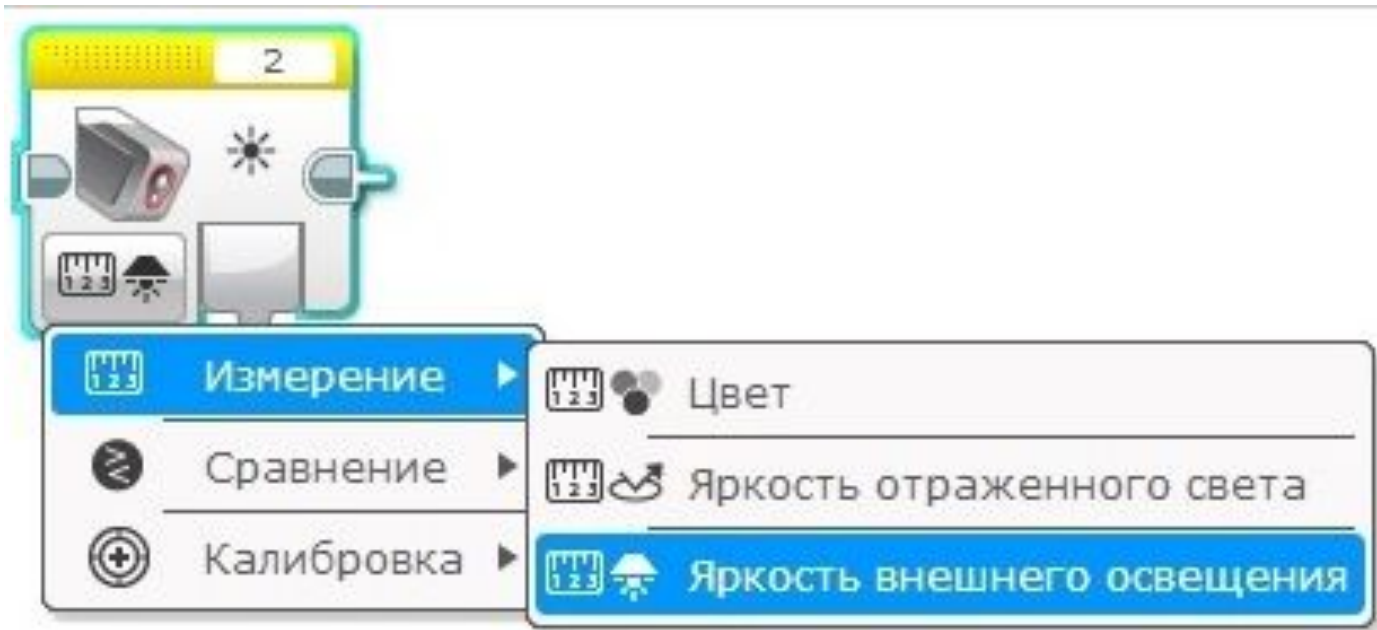 2
Измерение
Сравнение
Калибровка
Цвет
Яркость отраженного света
Яркость внешнего освещения